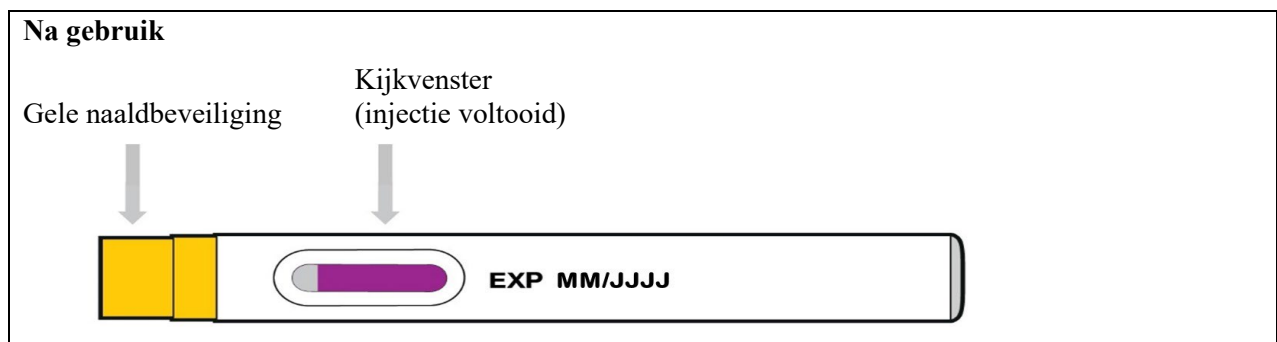 Na gebruik
Kijkvenster
Gele naaldbeveiliging (injectie voltooid)
EXP MM/JJJJ